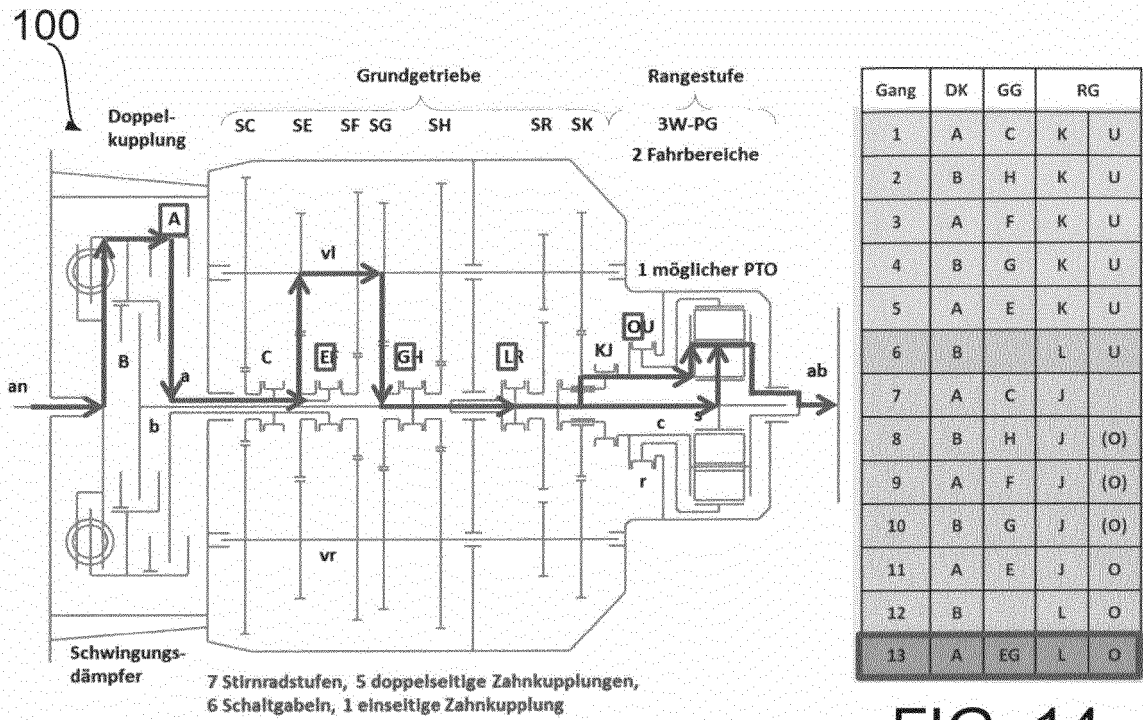 100
Grundgetriebe
Rangestufe
Doppel-
kupplung
SC SE SF SG SH SR SK
3W-PG
2 Fahrbereiche
A
vl
1 möglicher PTO
B
C
EF
GH
LR
KJ
OU
an
a
ab
b
c
s
r
vr
Schwingungs-
dämpfer
7 Stirnradstufen, 5 doppelseitige Zahnkupplungen,
6 Schaltgabeln, 1 einseitige Zahnkupplung
Gang DK GG RG
1 A C K U
2 B H K U
3 A F K U
4 B G K U
5 A E K U
6 B L U
7 A C J
8 B H J (O)
9 A F J (O)
10 B G J (O)
11 A E J O
12 B L O
13 A EG L O
FIG. 14